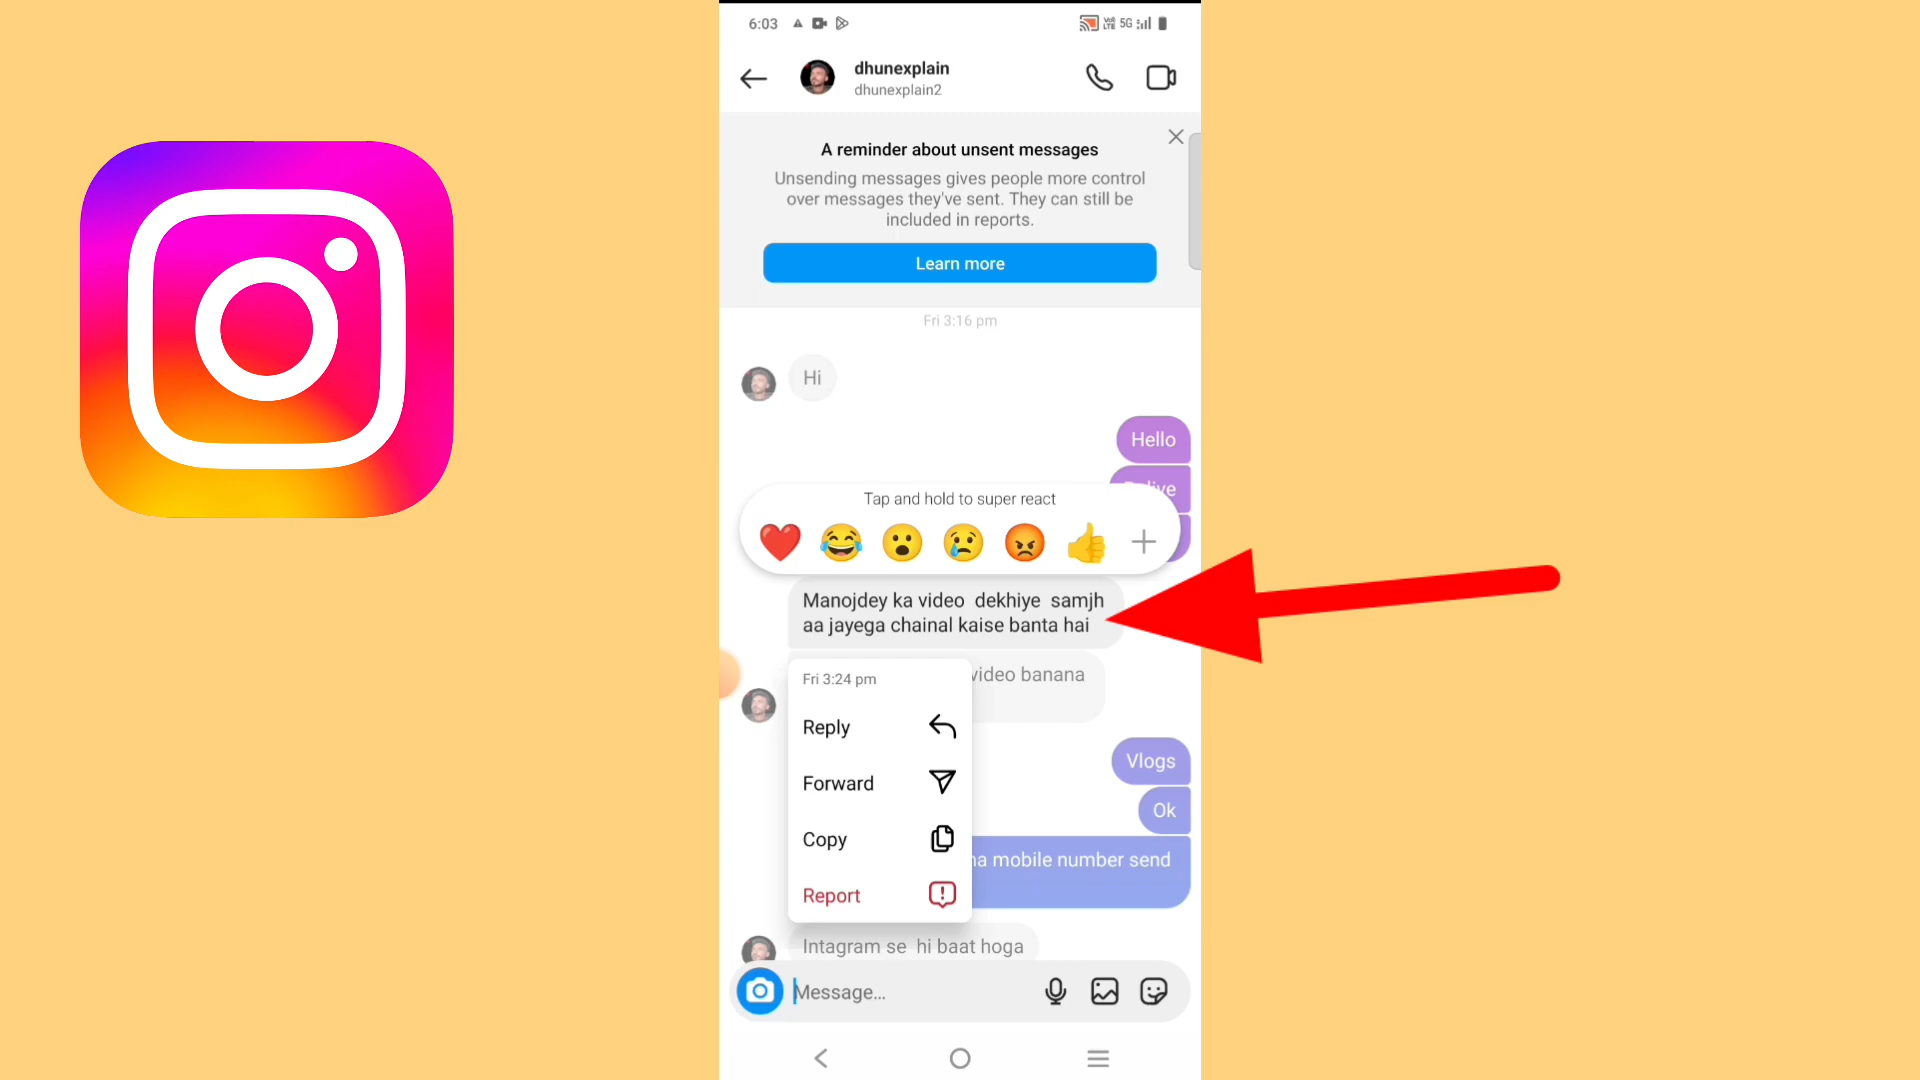 6:03
5G
dhunexplain
dhunexplain2
A reminder about unsent messages
Unsending messages gives people more control
over messages they've sent. They can still be
included in reports.
Learn more
Fri 3:16 pm
Hi
Hello
Tap and hold to super react
Manojdey ka video dekhiye samjh
aa jayega chainal kaise banta hai
video banana
Fri 3:24 pm
Reply
Forward
Vlogs
Copy
Ok
mobile number send
Report
Intagram se hi baat hoga
Message...